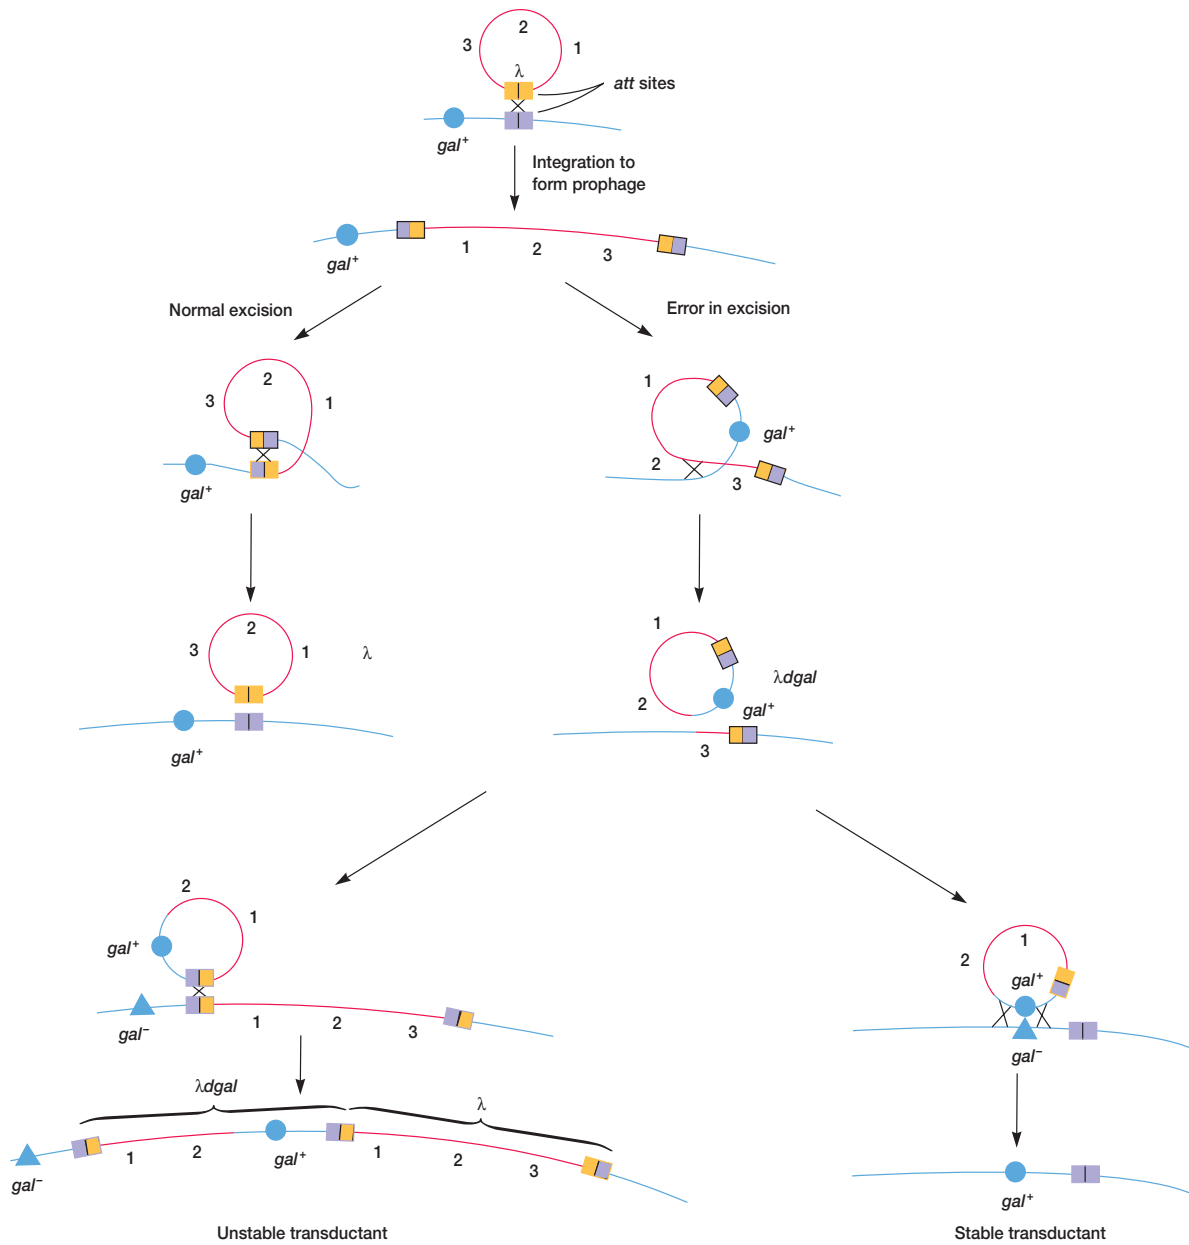 2
3
1
λ
att sites
gal+
Integration to
form prophage
gal+
1
2
3
Normal excision
Error in excision
2
3
1
gal+
1
gal+
2
3
2
3
1
λ
gal+
1
2
λdgal
gal+
3
2
1
gal+
gal−
1
2
3
λdgal
λ
1
2
gal+
1
2
3
gal−
Unstable transductant
1
2
gal+
gal−
gal+
Stable transductant